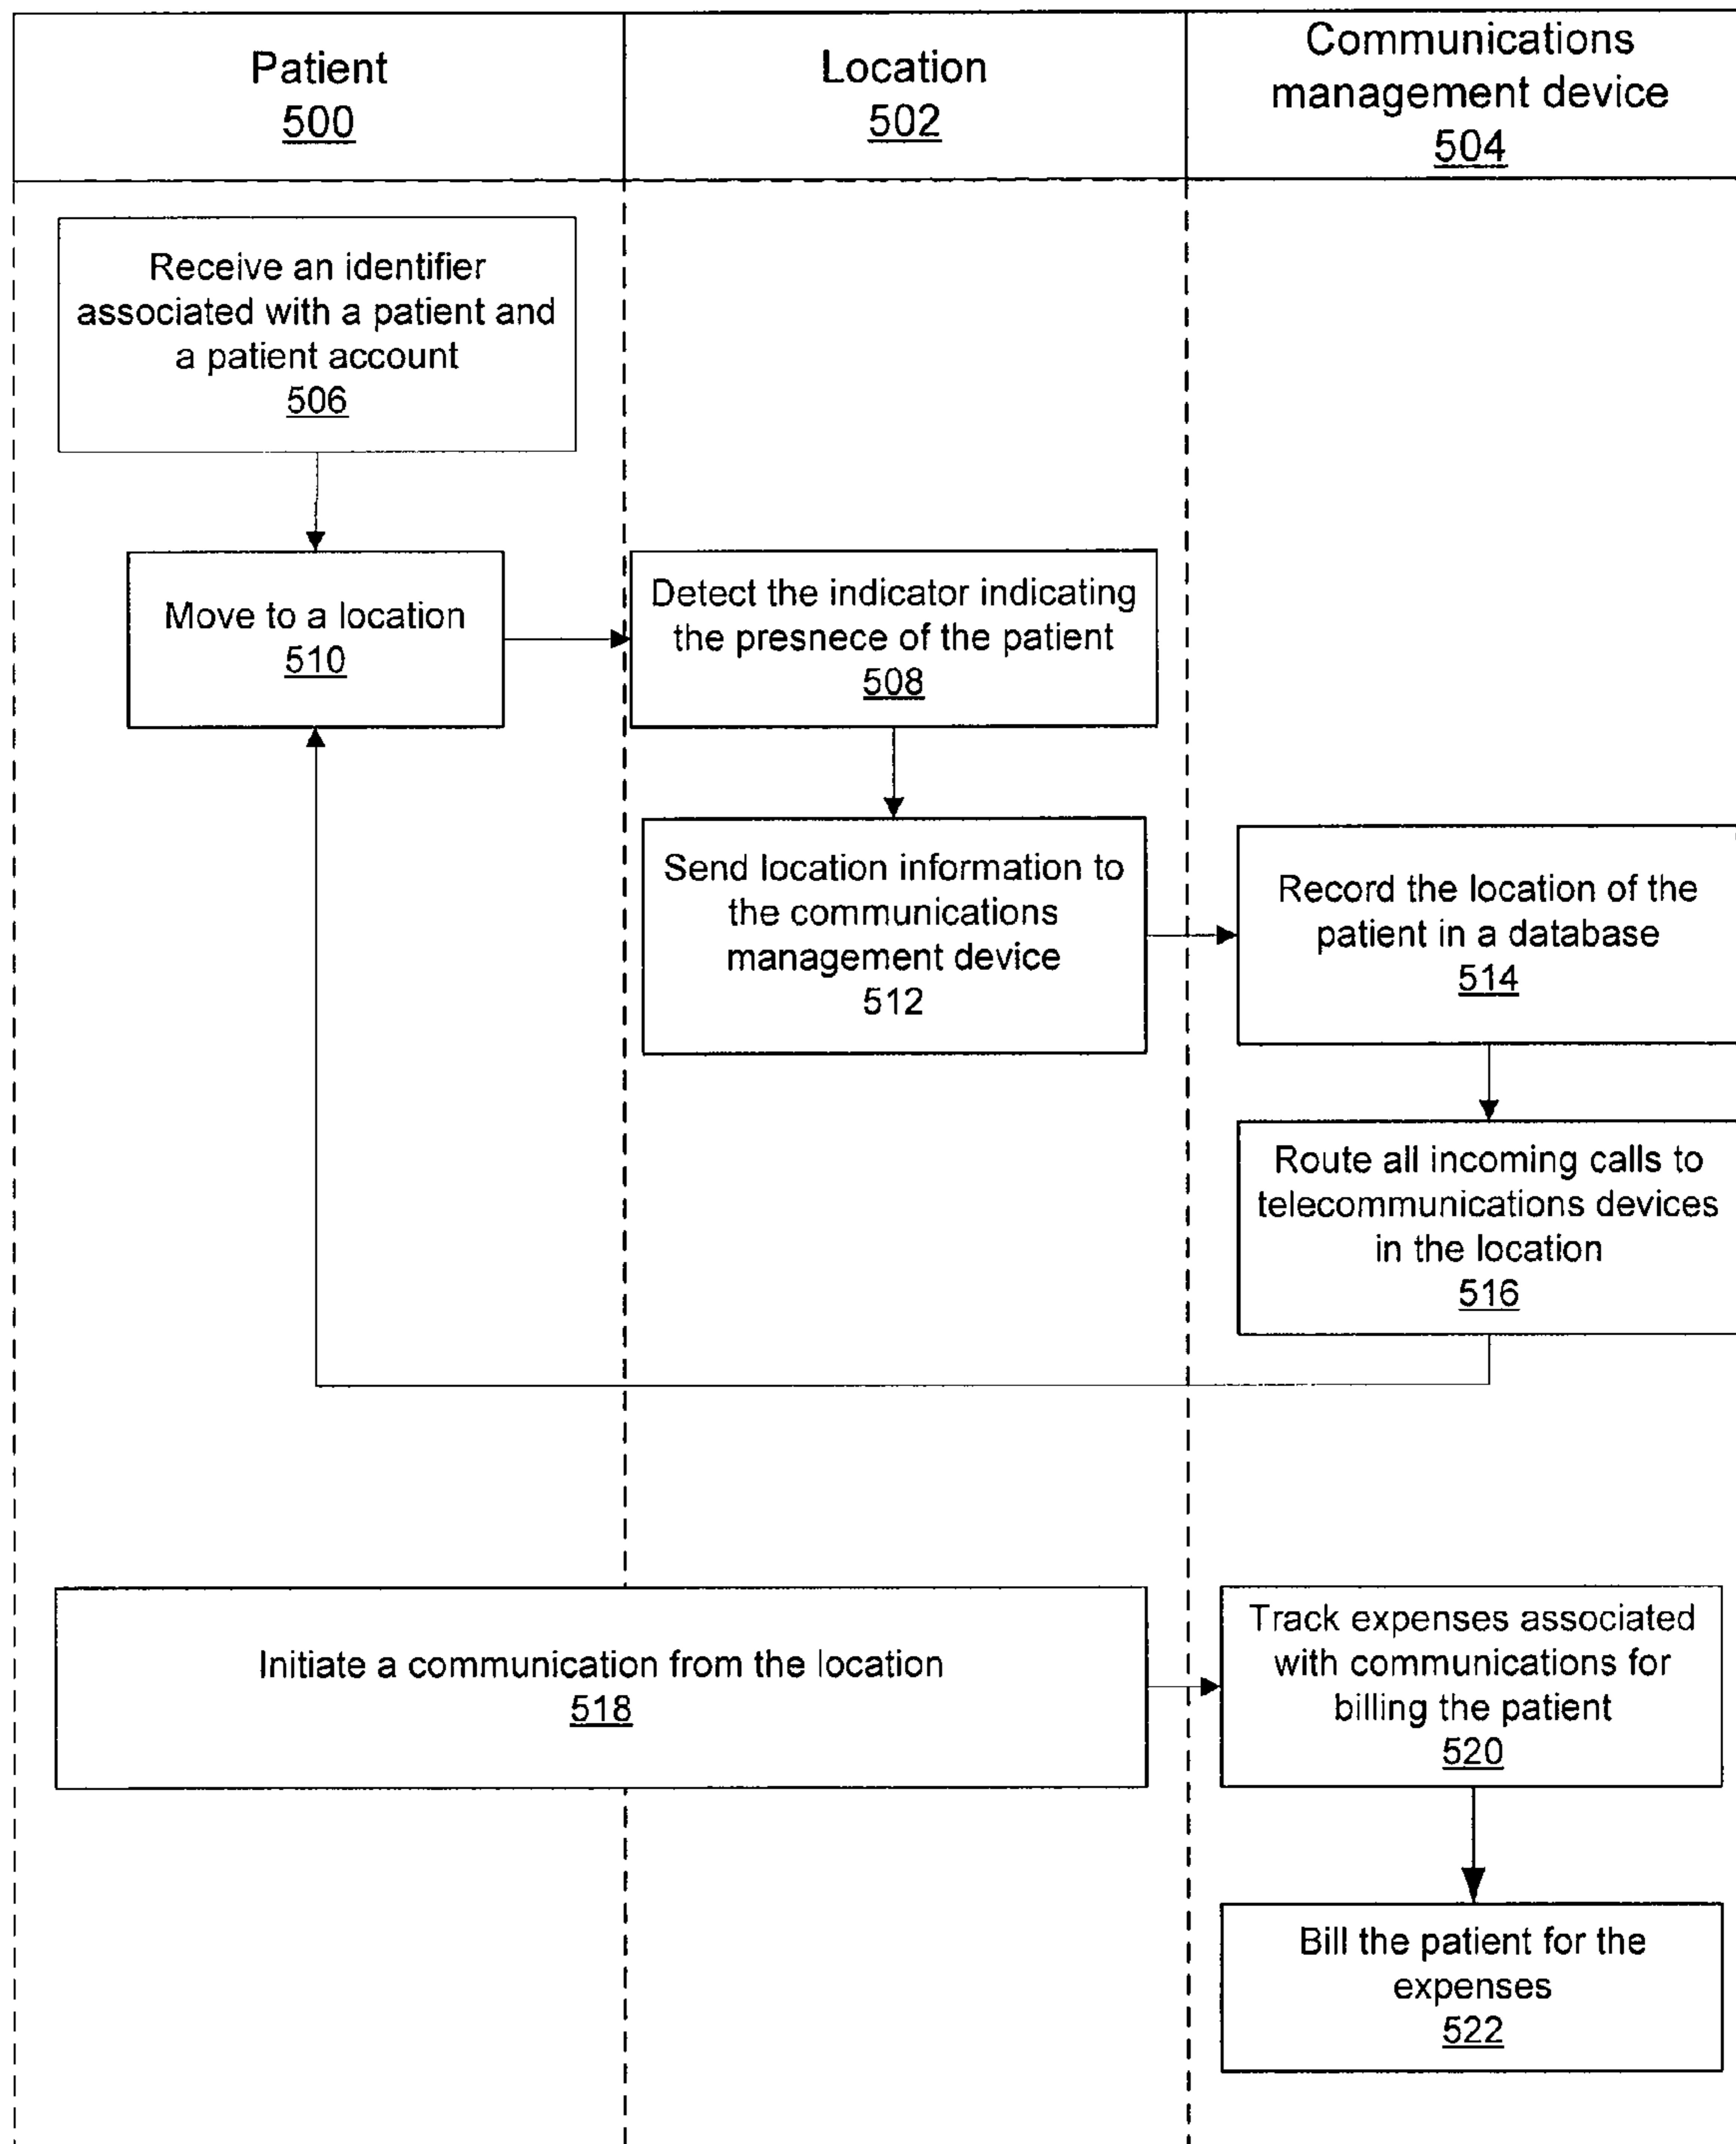 Patient
500
Location
502
Communications
management device
504
Receive an identifier
associated with a patient and
a patient account
506
Move to a location
510
Detect the indicator indicating
the presnece of the patient
508
Send location information to
the communications
management device
512
Record the location of the
patient in a database
514
Route all incoming calls to
telecommunications devices
in the location
516
Initiate a communication from the location
518
Track expenses associated
with communications for
billing the patient
520
Bill the patient for the
expenses
522